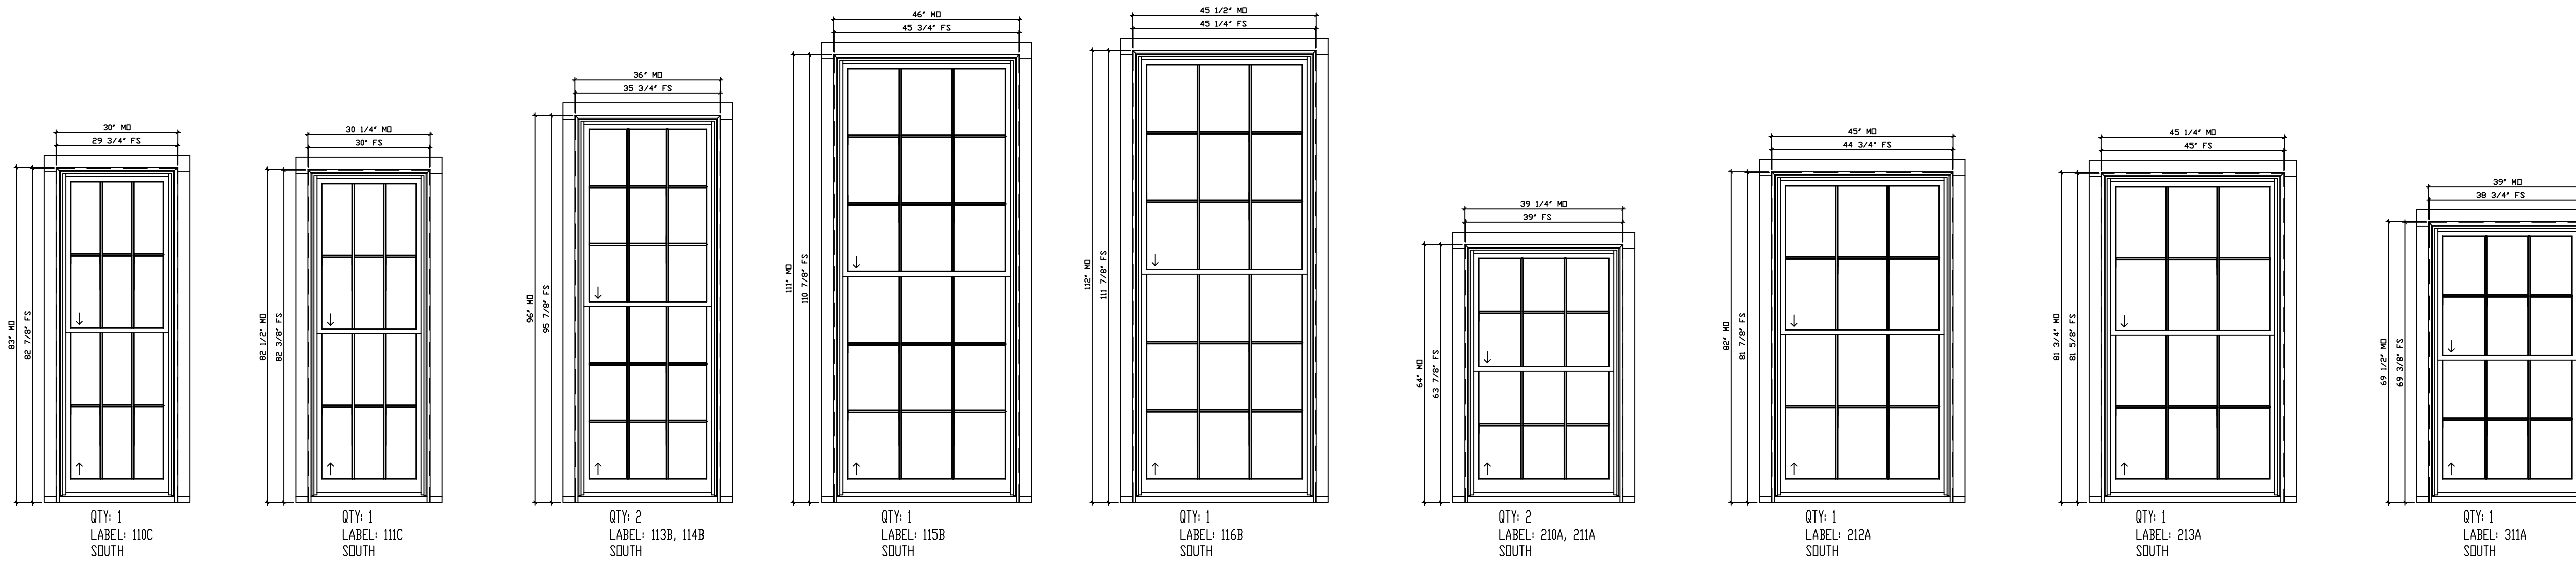 30" MO
29 3/4" FS
83" MO
82 7/8" FS
QTY: 1
LABEL: 110C
SOUTH
30 1/4" MO
30" FS
82 1/2" MO
82 3/8" FS
QTY: 1
LABEL: 111C
SOUTH
36" MO
35 3/4" FS
96" MO
95 7/8" FS
QTY: 2
LABEL: 113B, 114B
SOUTH
46" MO
45 3/4" FS
111" MO
110 7/8" FS
QTY: 1
LABEL: 115B
SOUTH
45 1/2" MO
45 1/4" FS
112" MO
111 7/8" FS
QTY: 1
LABEL: 116B
SOUTH
39 1/4" MO
39" FS
64" MO
63 7/8" FS
QTY: 2
LABEL: 210A, 211A
SOUTH
45" MO
44 3/4" FS
82" MO
81 7/8" FS
QTY: 1
LABEL: 212A
SOUTH
45 1/4" MO
45" FS
81 3/4" MO
81 5/8" FS
QTY: 1
LABEL: 213A
SOUTH
39" MO
38 3/4" FS
69 1/2" MO
69 3/8" FS
QTY: 1
LABEL: 311A
SOUTH